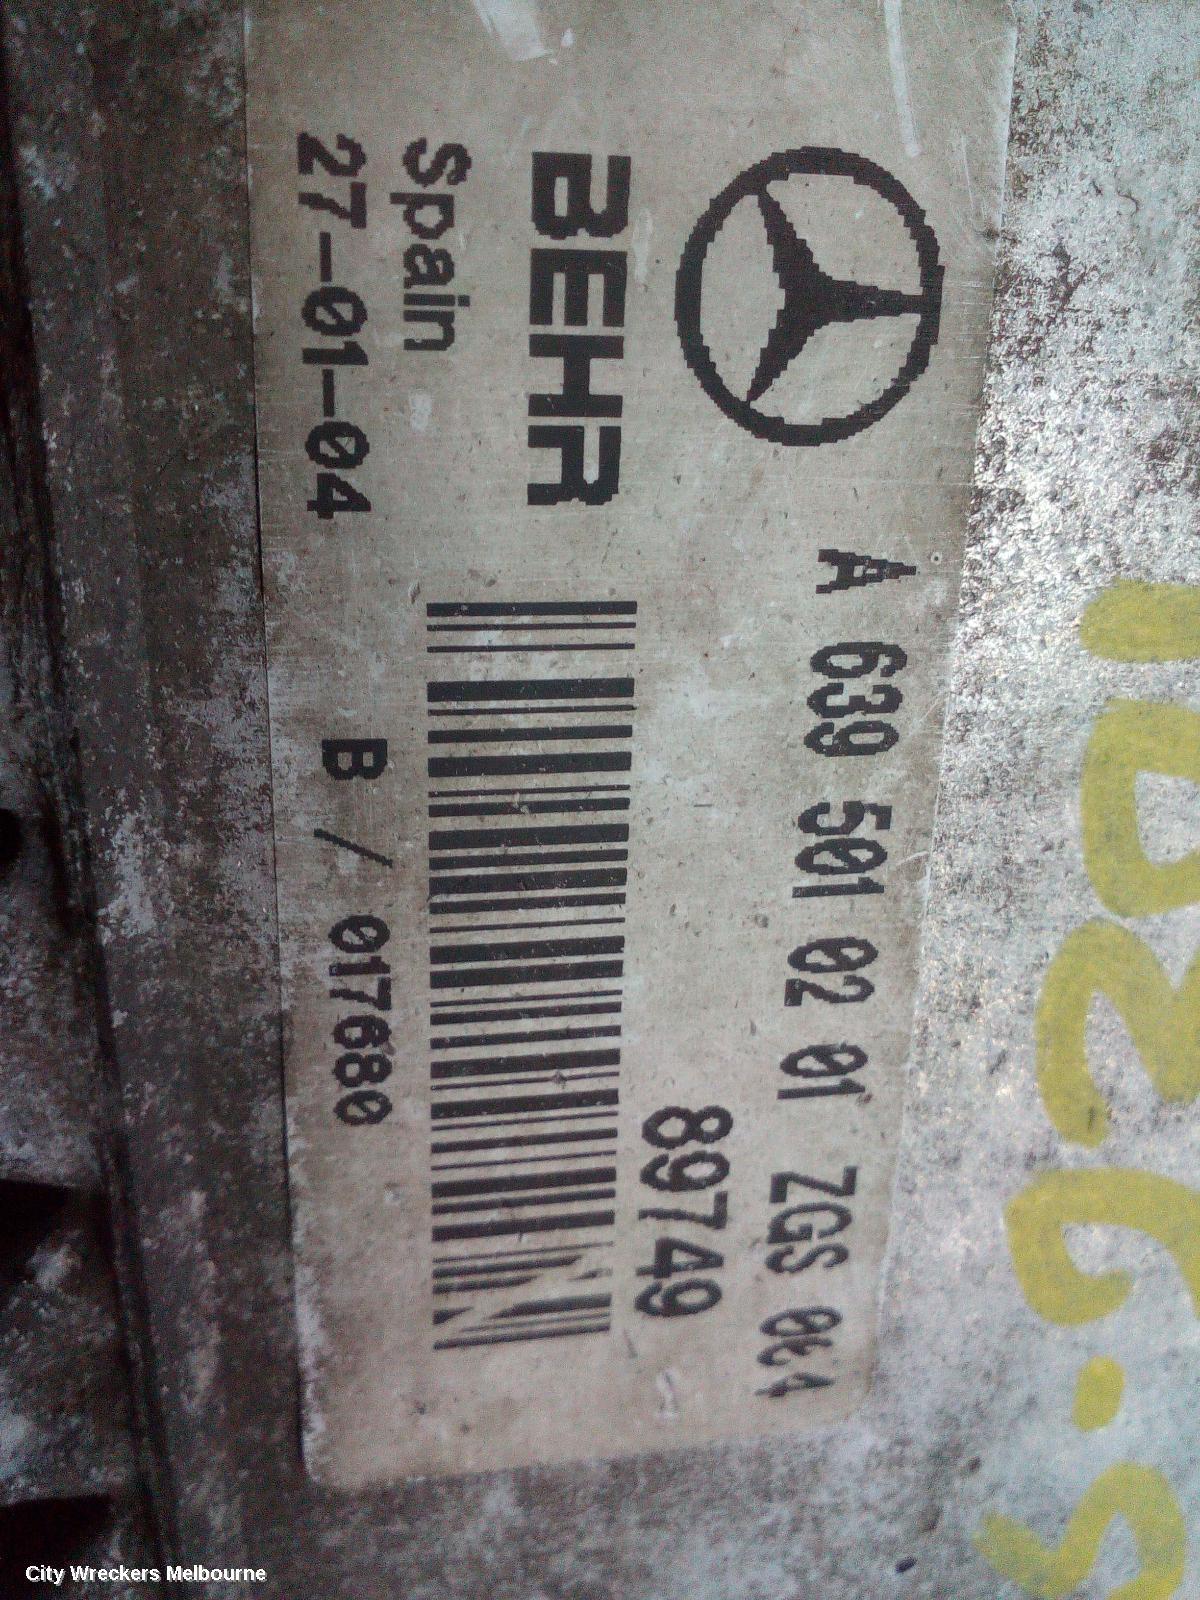 A 639 501 02 01 ZGS 004
89749
BEHR
Spain
27-01-04
B / 017680
City Wreckers Melbourne